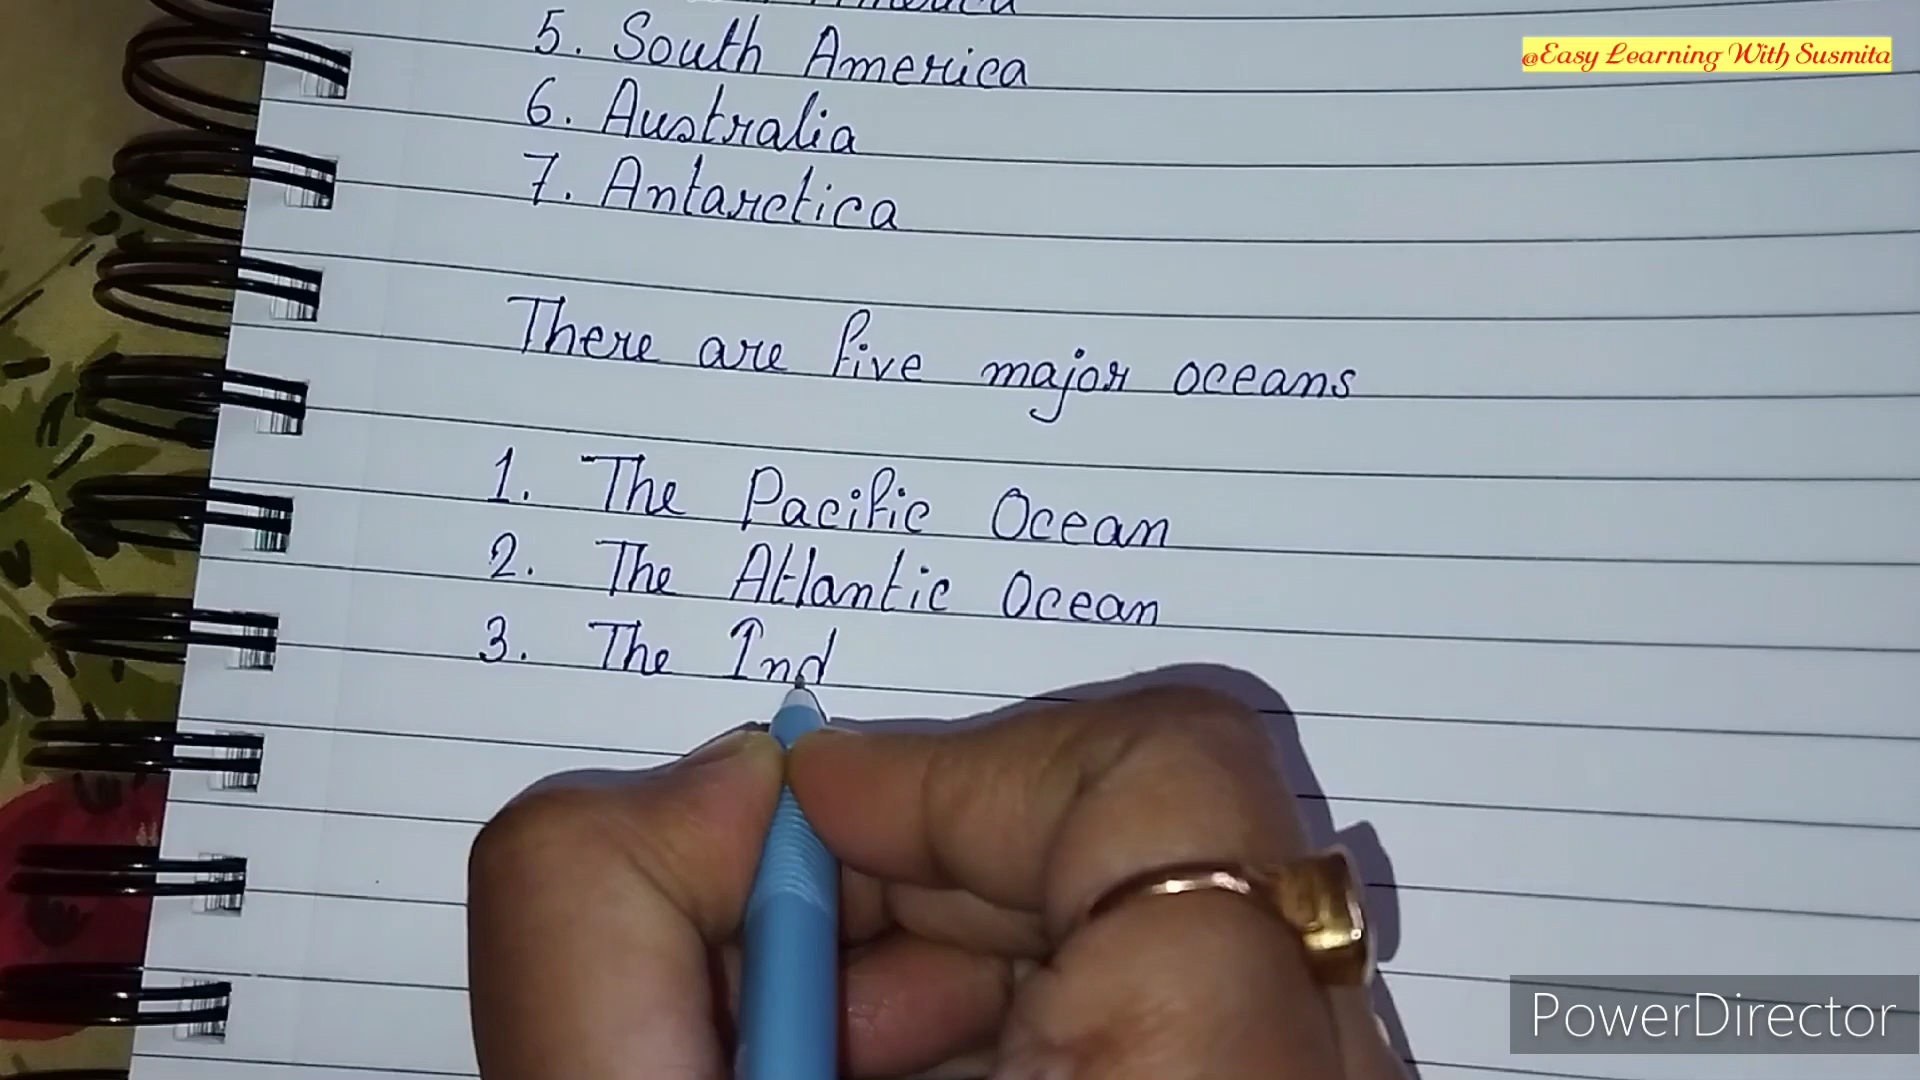 5. South America
@Easy Learning With Susmita
6. Australia
7. Antarctica
There are five major oceans
1. The Pacific Ocean
2. The Atlantic Ocean
3. The Ind
PowerDirector